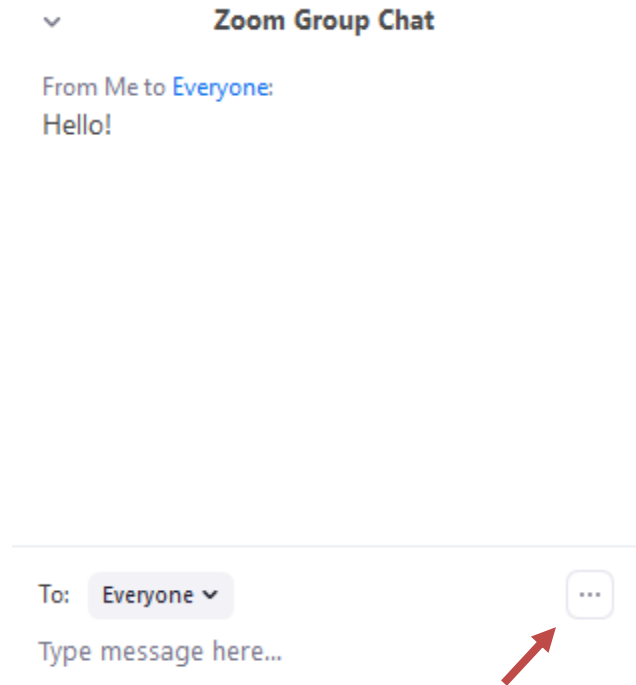 Zoom Group Chat
From Me to Everyone:
Hello!
To: Everyone
Type message here...